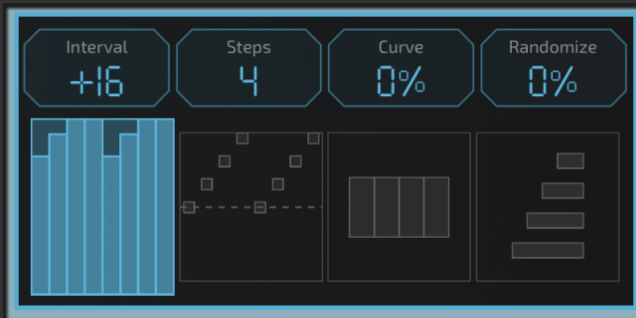 Interval
Steps
Curve
Randomize
+16
4
0%
0%